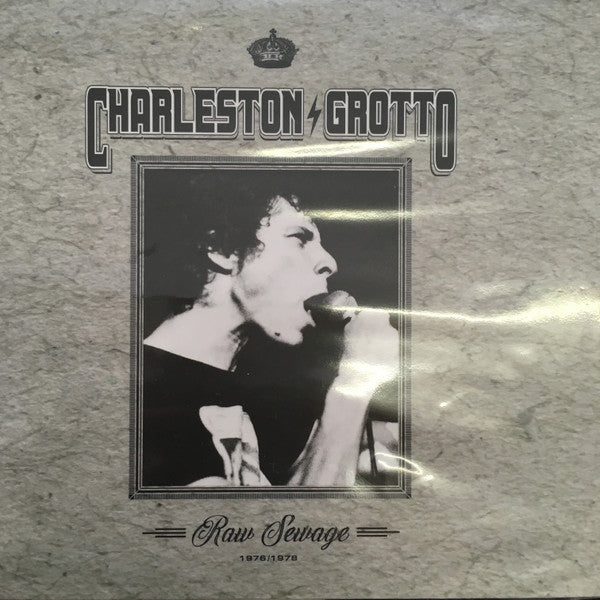 CHARLESTON GROTTO
Raw Sewage
1976/1978